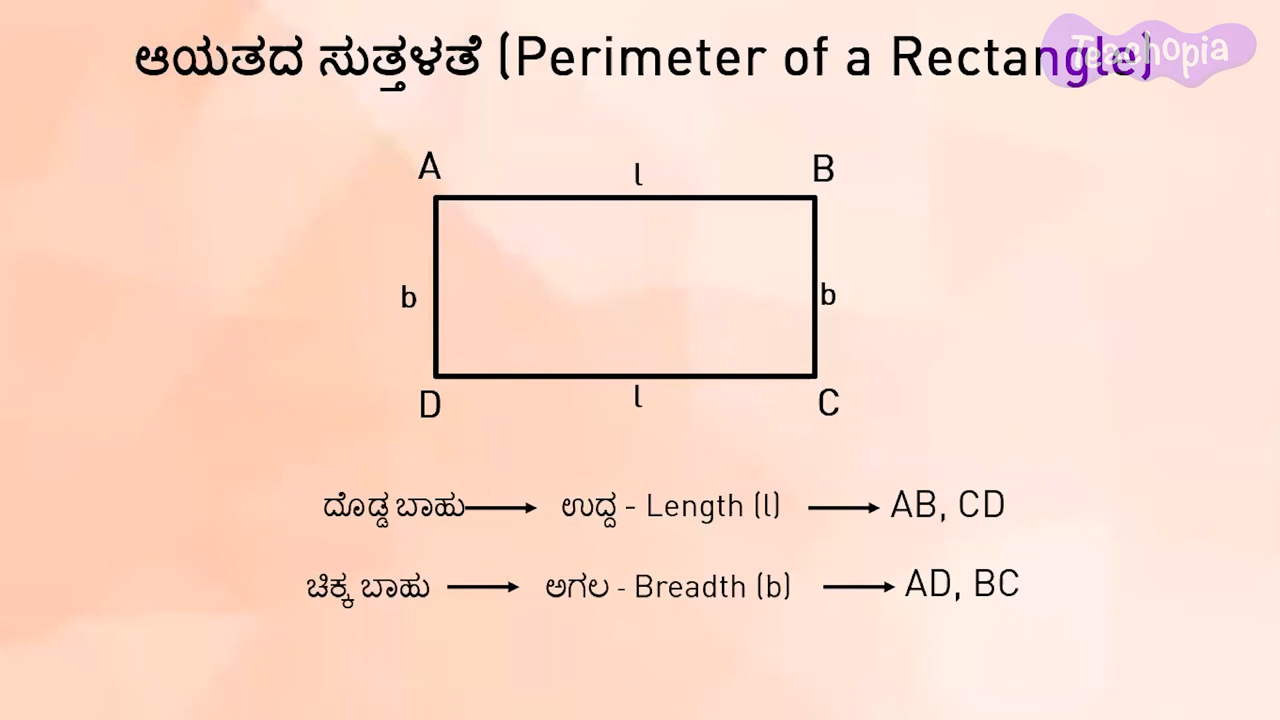 ಆಯತದ ಸುತ್ತಳತೆ (Perimeter of a Rectangle)
Teachopia
A l B
b b
D l C
ದೊಡ್ಡ ಬಾಹು → ಉದ್ದ - Length (l) → AB, CD
ಚಿಕ್ಕ ಬಾಹು → ಅಗಲ - Breadth (b) → AD, BC